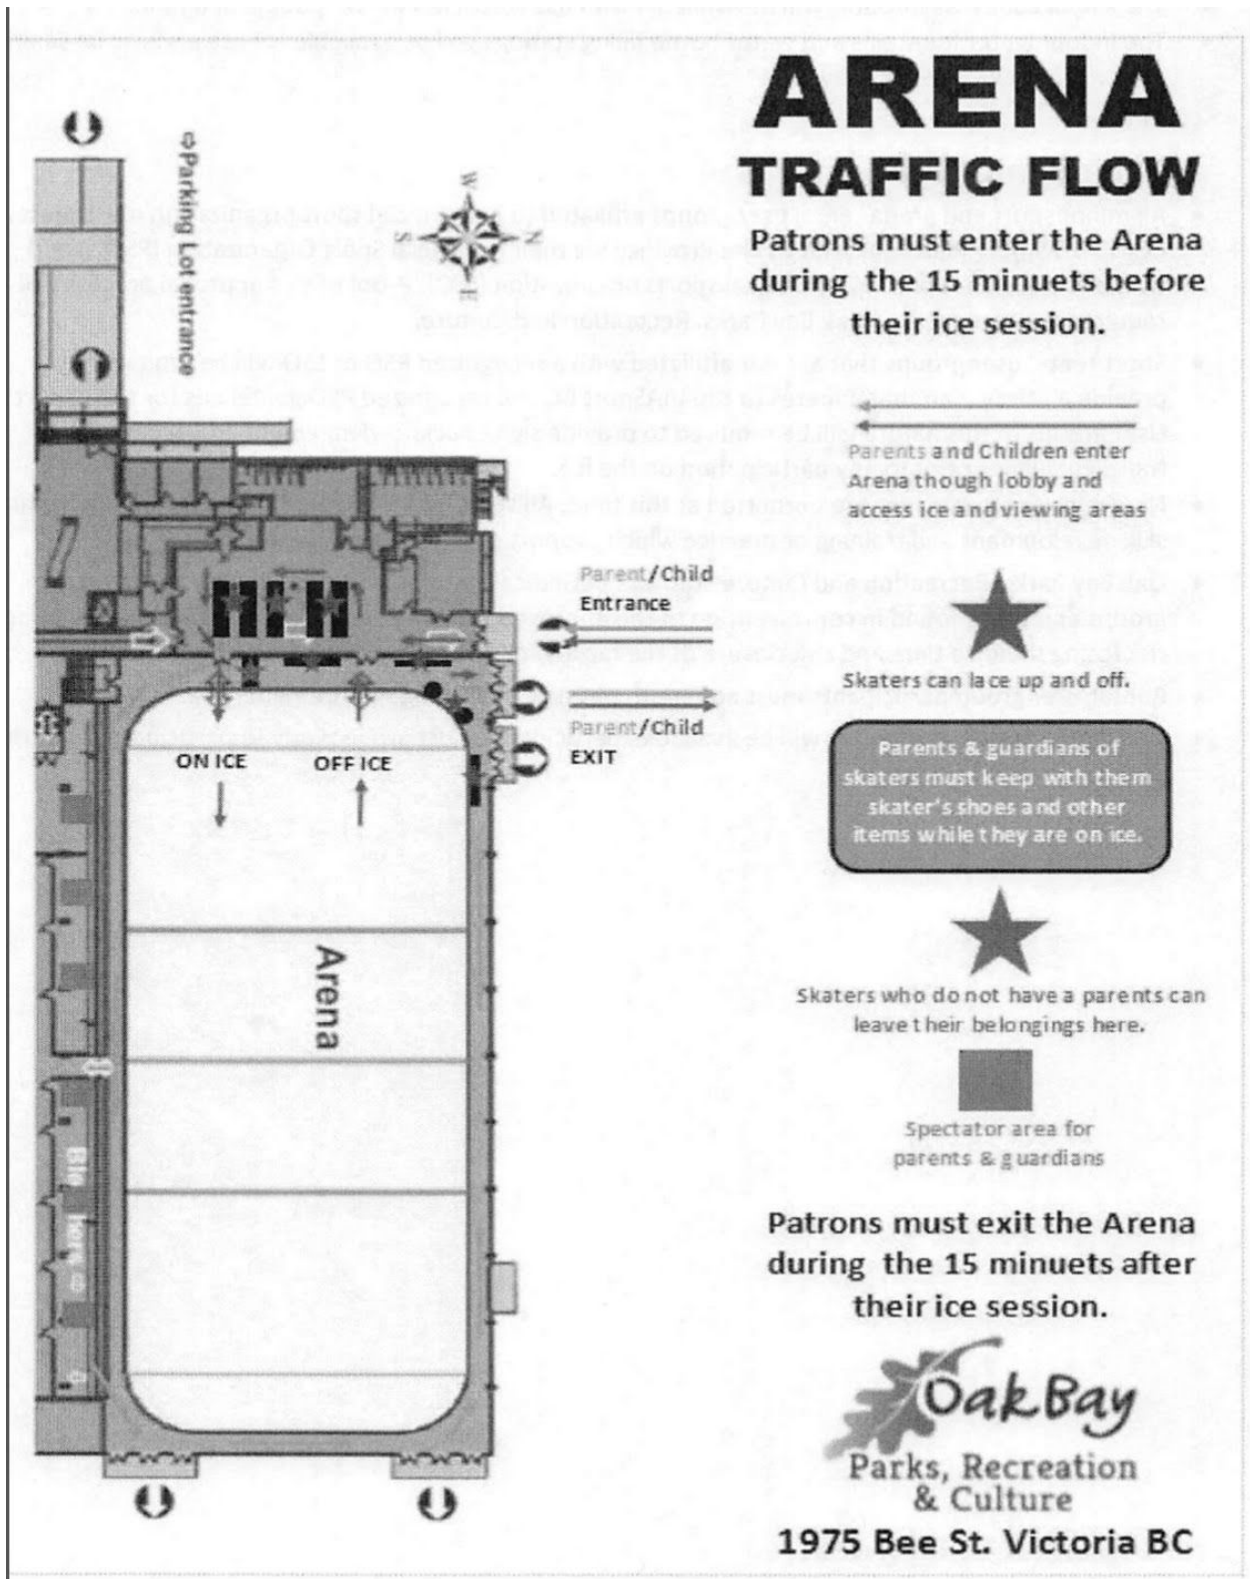 ARENA
TRAFFIC FLOW
Patrons must enter the Arena
during the 15 minuets before
their ice session.
Parents and Children enter
Arena though lobby and
access ice and viewing areas
Skaters can lace up and off.
Parents & guardians of
skaters must keep with them
skater's shoes and other
items while they are on ice.
Skaters who do not have a parents can
leave their belongings here.
Spectator area for
parents & guardians
Patrons must exit the Arena
during the 15 minuets after
their ice session.
OakBay
Parks, Recreation
& Culture
1975 Bee St. Victoria BC
⇨Parking Lot entrance
W
S
N
E
Parent/Child
Entrance
Parent/Child
EXIT
ON ICE
OFF ICE
Arena